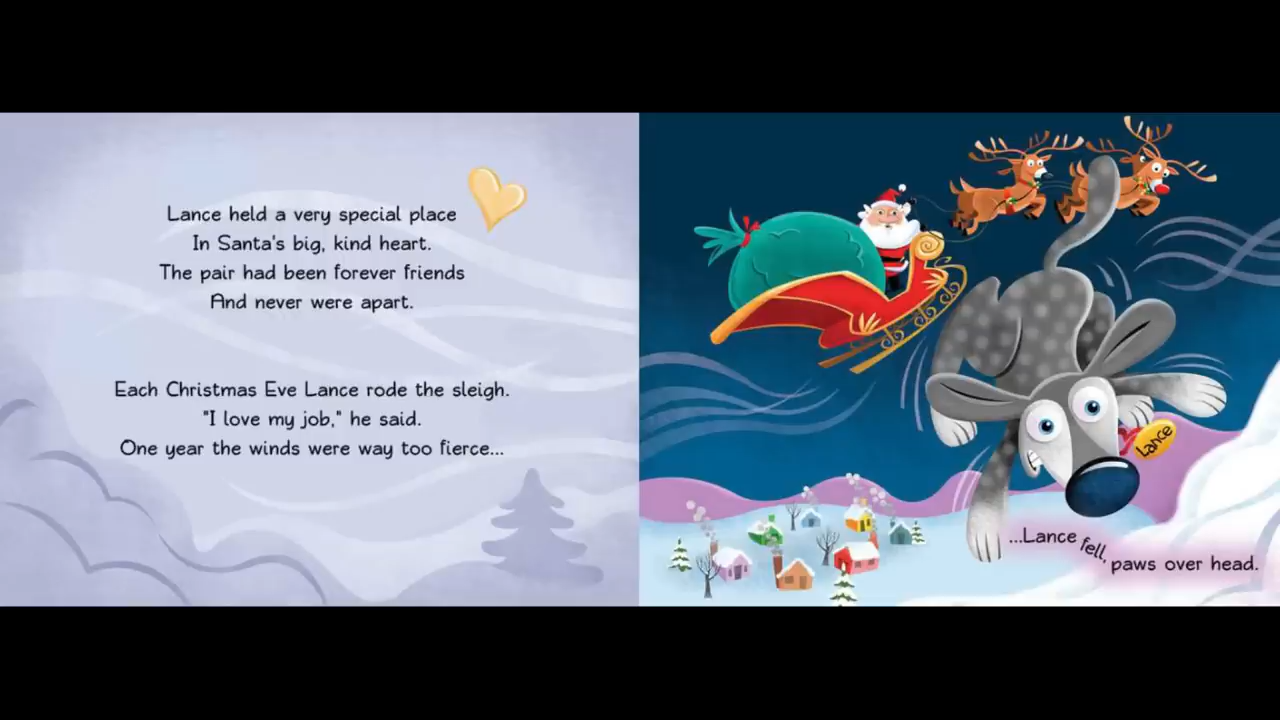 Lance held a very special place
In Santa's big, kind heart.
The pair had been forever friends
And never were apart.
Each Christmas Eve Lance rode the sleigh.
"I love my job," he said.
One year the winds were way too fierce...
Lance
...Lance fell, paws over head.